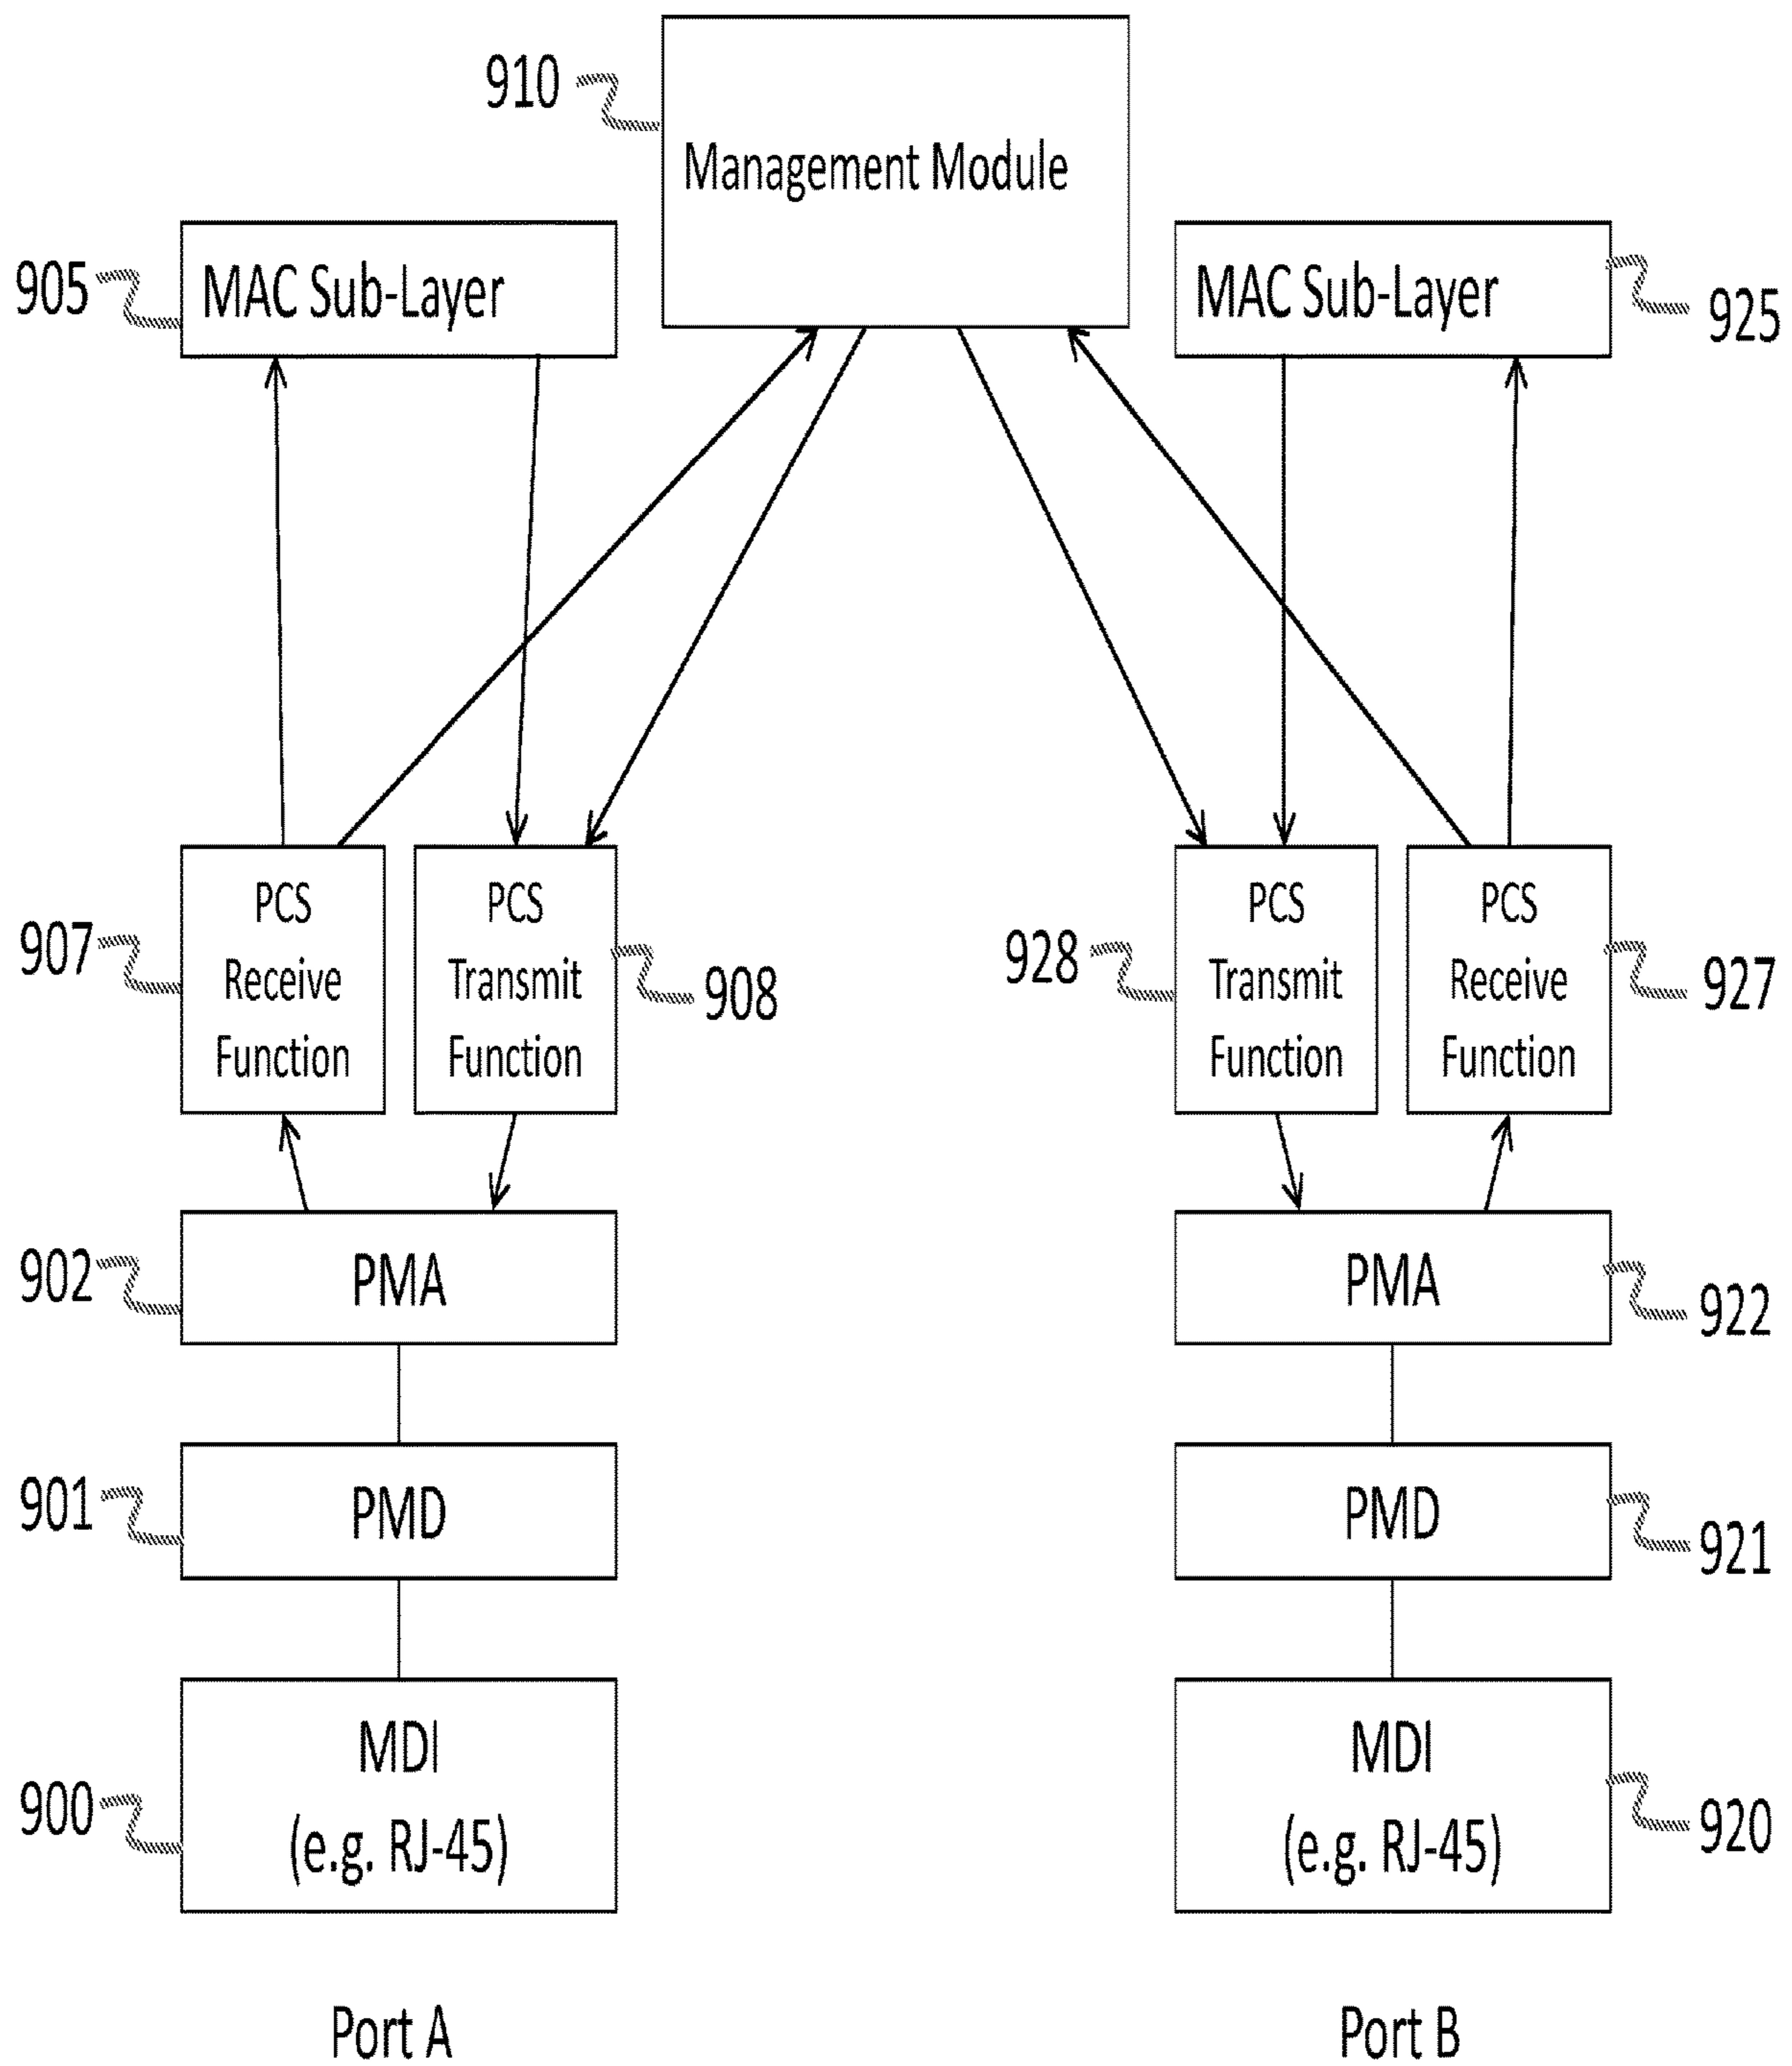 910
Management Module
905
MAC Sub-Layer
MAC Sub-Layer
925
907
PCS
Receive
Function
PCS
Transmit
Function
908
928
PCS
Transmit
Function
PCS
Receive
Function
927
902
PMA
PMA
922
901
PMD
PMD
921
900
MDI
(e.g. RJ-45)
MDI
(e.g. RJ-45)
920
Port A
Port B